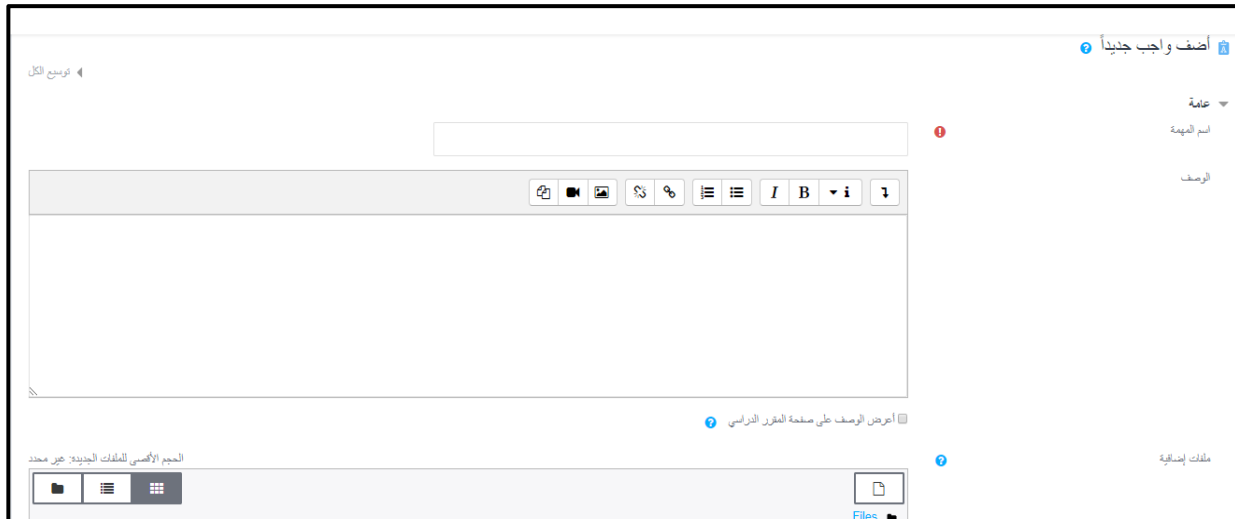 أضف واجب جديداً
توسيع الكل
عامة
اسم المهمة
الوصف
i B I
أعرض الوصف على صفحة المقرر الدراسي
ملفات إضافية
الحجم الأقصى للملفات الجديدة: غير محدد
Files